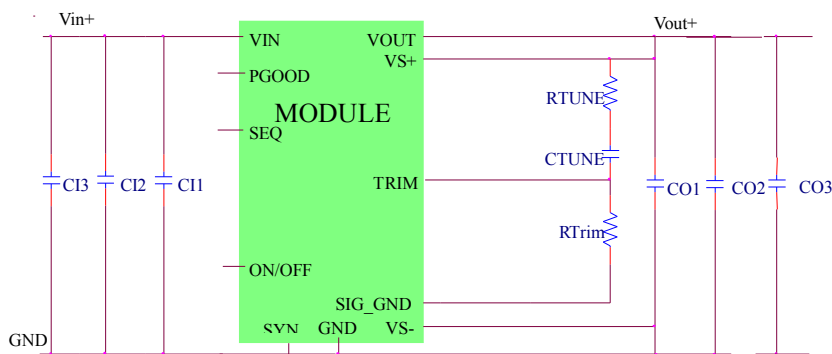 Vin+
Vout+
VIN
VOUT
VS+
PGOOD
RTUNE
MODULE
SEQ
CTUNE
TRIM
CI3
CI2
CI1
CO1
CO2
CO3
RTrim
ON/OFF
SIG_GND
SYN
GND
VS-
GND